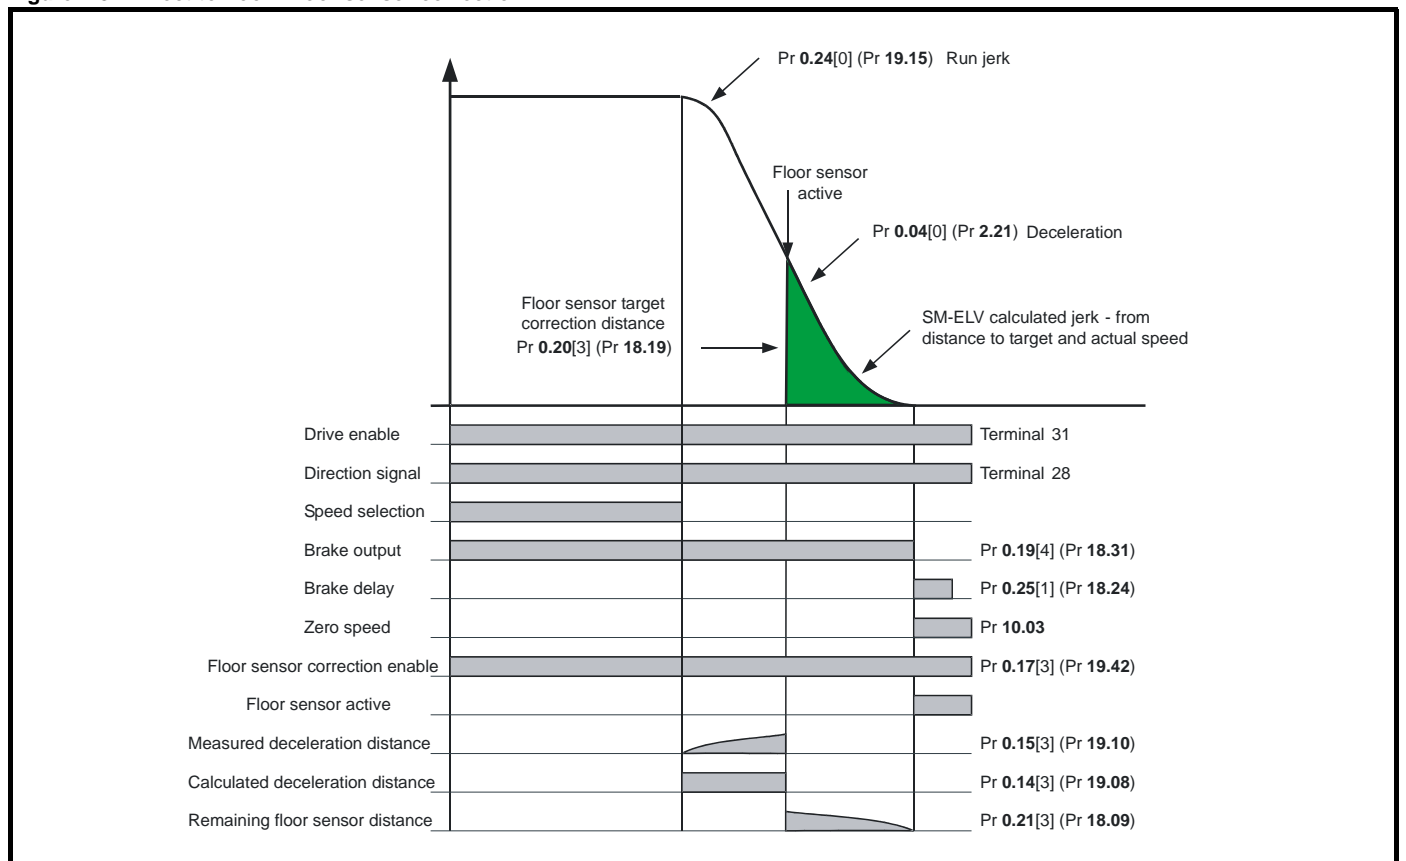 Pr 0.24[0] (Pr 19.15) Run jerk
Floor sensor
active
Pr 0.04[0] (Pr 2.21) Deceleration
Floor sensor target
correction distance
Pr 0.20[3] (Pr 18.19)
SM-ELV calculated jerk - from
distance to target and actual speed
Drive enable Terminal 31
Direction signal Terminal 28
Speed selection
Brake output Pr 0.19[4] (Pr 18.31)
Brake delay Pr 0.25[1] (Pr 18.24)
Zero speed Pr 10.03
Floor sensor correction enable Pr 0.17[3] (Pr 19.42)
Floor sensor active
Measured deceleration distance Pr 0.15[3] (Pr 19.10)
Calculated deceleration distance Pr 0.14[3] (Pr 19.08)
Remaining floor sensor distance Pr 0.21[3] (Pr 18.09)